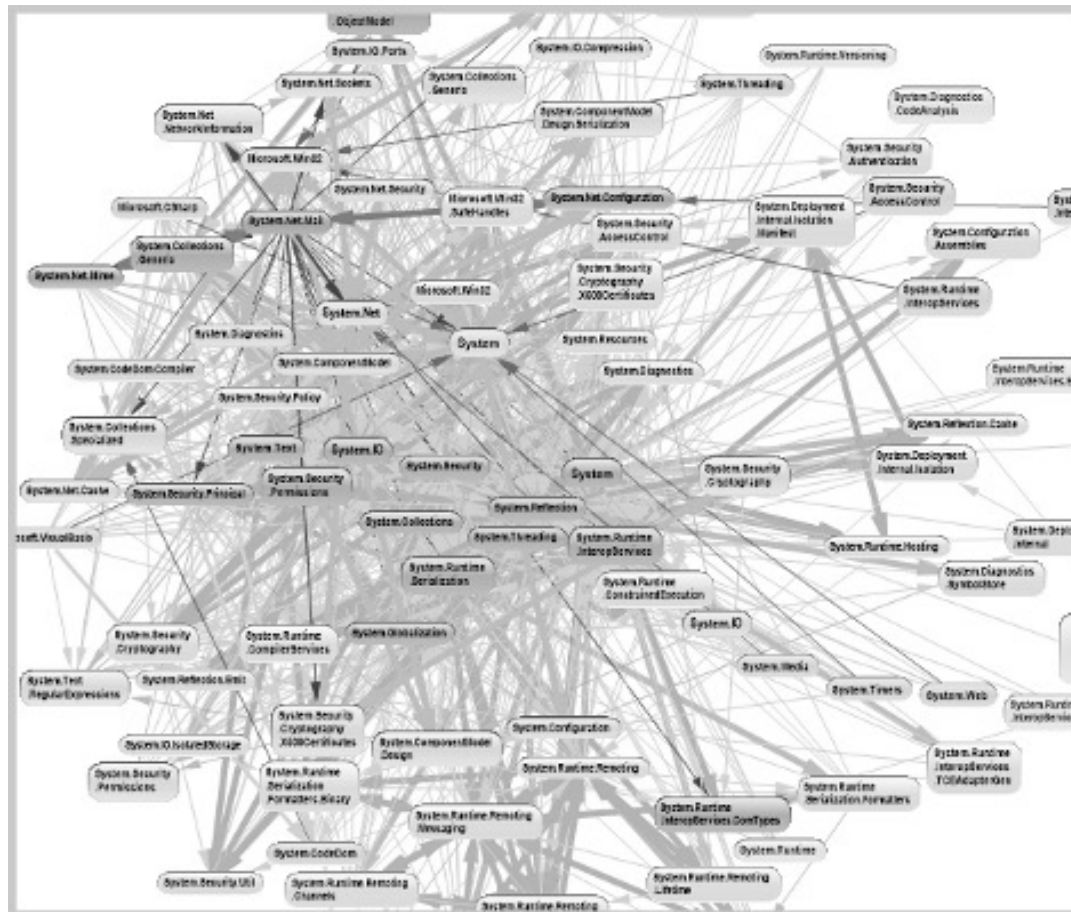 .ObjectModel
System.IO.Ports
System.IO.Compression
System.Runtime.Versioning
System.Net.Sockets
System.Collections
.Generic
System.Threading
System.Diagnostics
.CodeAnalysis
System.Net
.NetworkInformation
System.ComponentModel
.Design.Serialization
Microsoft.Win32
System.Security
.Authentication
System.Net.Security
Microsoft.Win32
.SafeHandles
System.Net.Configuration
System.Security
.AccessControl
Microsoft.CSharp
System.Net.Mail
System.Deployment
.Internal.Isolation
.Manifest
System.Security
.AccessControl
System.Configuration
.Assemblies
System.Collections
.Generic
System.Net.Mime
System.Security
.Cryptography
.X509Certificates
Microsoft.Win32
System.Runtime
.InteropServices
System.Net
System.Diagnostics
System
System.Resources
System.CodeDom.Compiler
System.ComponentModel
System.Diagnostics
System.Runtime
System.Security.Policy
System.Collections
.Specialized
System.Text
System.IO
System.Reflection.Cache
System.Security
System
System.Deployment
.Internal.Isolation
System.Net.Cache
System.Security.Principal
System.Security
.Permissions
System.Security
.Cryptography
System.Reflection
System.Collections
System.Threading
System.Runtime
.InteropServices
soft.VisualBasic
System.Runtime.Hosting
.Internal
System.Runtime
.Serialization
System.Runtime
.ConstrainedExecution
System.Diagnostics
.SymbolStore
System.Security
.Cryptography
System.Runtime
.CompilerServices
System.Globalization
System.IO
System.Text
.RegularExpressions
System.Reflection.Emit
System.Media
System.Timers
System.Web
System.Security
.Cryptography
.X509Certificates
System.Configuration
System.IO.IsolatedStorage
System.ComponentModel
.Design
System.Runtime
.InteropServices
.TCEAdapterGen
System.Security
.Permissions
System.Runtime
.Serialization
.Formatters.Binary
System.Runtime.Remoting
System.Runtime
.Serialization.Formatters
System.Runtime.Remoting
.Messaging
System.Runtime
.InteropServices.ComTypes
System.CodeDom
System.Runtime
System.Security.Util
System.Runtime.Remoting
.Channels
System.Runtime.Remoting
.Lifetime
System.Runtime.Remoting